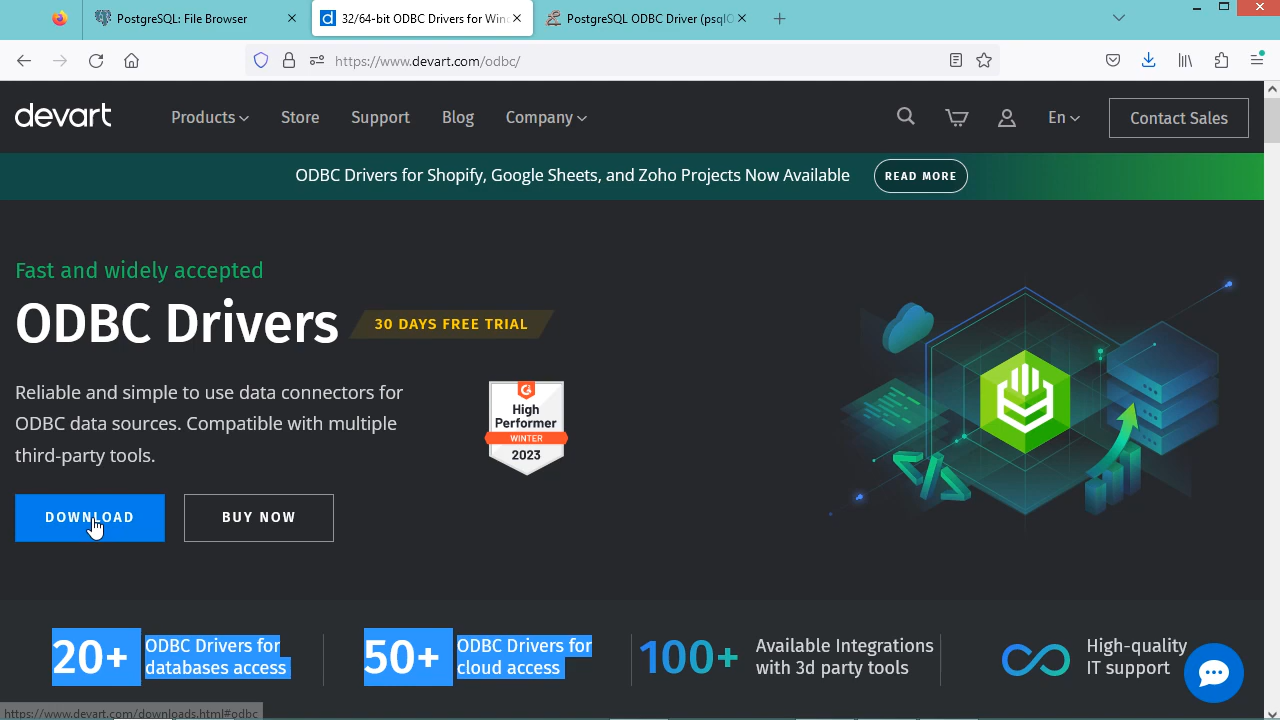 PostgreSQL: File Browser
32/64-bit ODBC Drivers for Wind
PostgreSQL ODBC Driver (psqlO
https://www.devart.com/odbc/
devart
Products
Store
Support
Blog
Company
En
Contact Sales
ODBC Drivers for Shopify, Google Sheets, and Zoho Projects Now Available
READ MORE
Fast and widely accepted
ODBC Drivers
30 DAYS FREE TRIAL
Reliable and simple to use data connectors for
ODBC data sources. Compatible with multiple
third-party tools.
High
Performer
WINTER
2023
DOWNLOAD
BUY NOW
20+
ODBC Drivers for
databases access
50+
ODBC Drivers for
cloud access
100+
Available Integrations
with 3d party tools
High-quality
IT support
https://www.devart.com/downloads.html#odbc